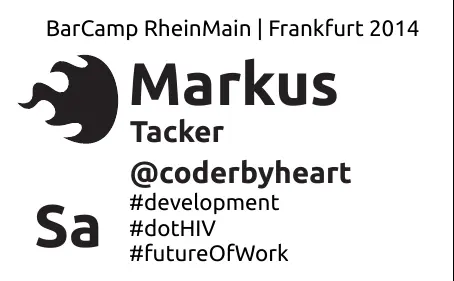 BarCamp RheinMain | Frankfurt 2014
Markus
Tacker
@coderbyheart
#development
#dotHIV
#futureOfWork
Sa